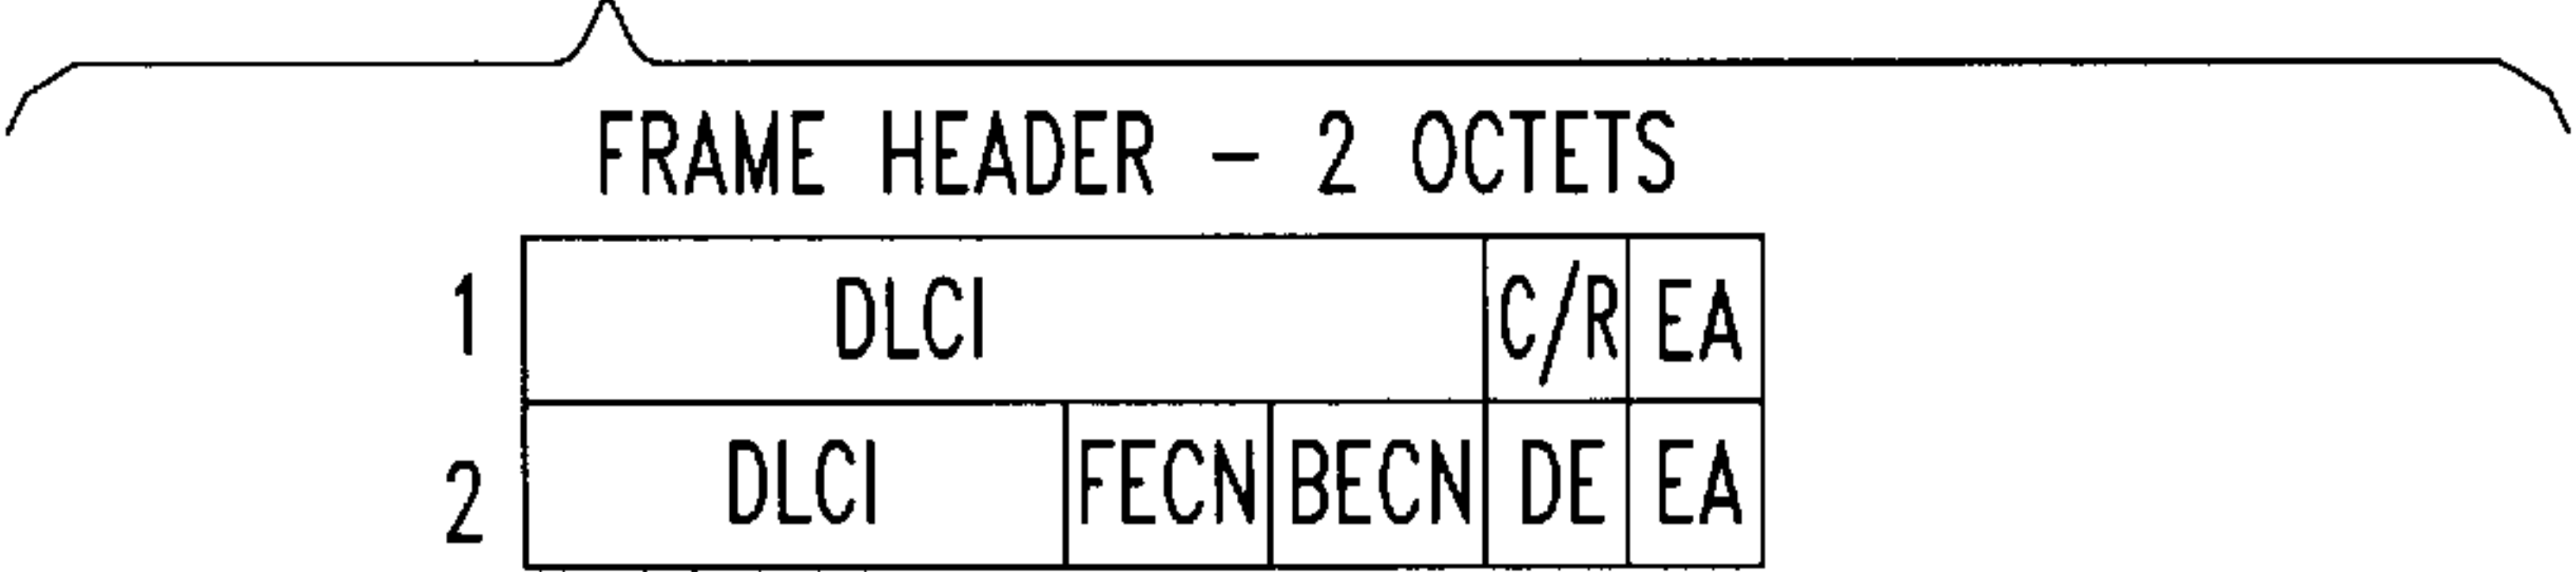 FRAME HEADER – 2 OCTETS
1 DLCI C/R EA
2 DLCI FECN BECN DE EA